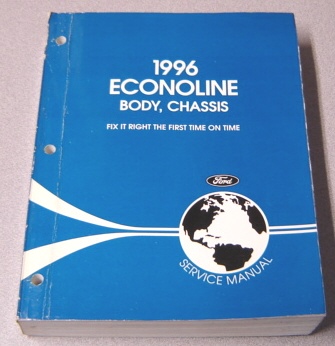 1996
ECONOLINE
BODY, CHASSIS
FIX IT RIGHT THE FIRST TIME ON TIME
Ford
SERVICE MANUAL